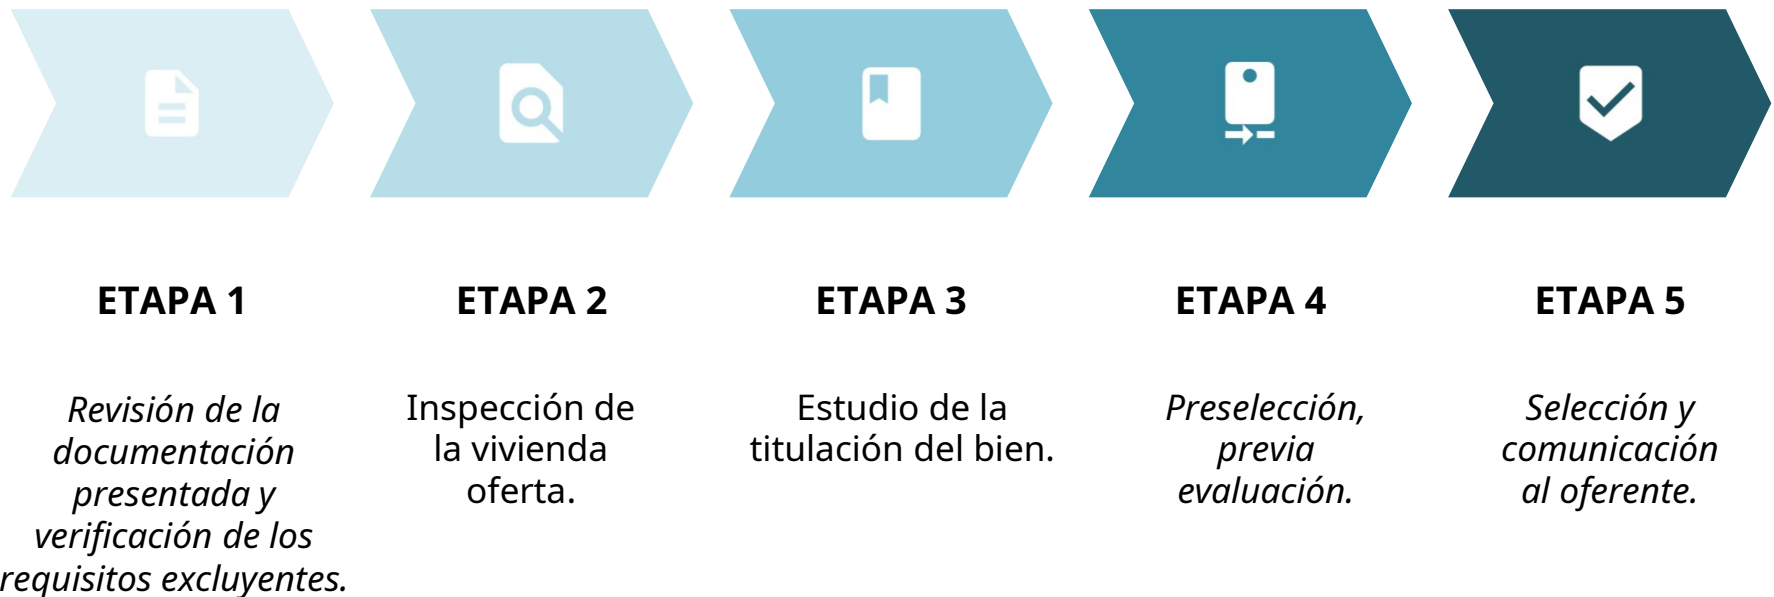 ETAPA 1
Revisión de la
documentación
presentada y
verificación de los
requisitos excluyentes.
ETAPA 2
Inspección de
la vivienda
oferta.
ETAPA 3
Estudio de la
titulación del bien.
ETAPA 4
Preselección,
previa
evaluación.
ETAPA 5
Selección y
comunicación
al oferente.